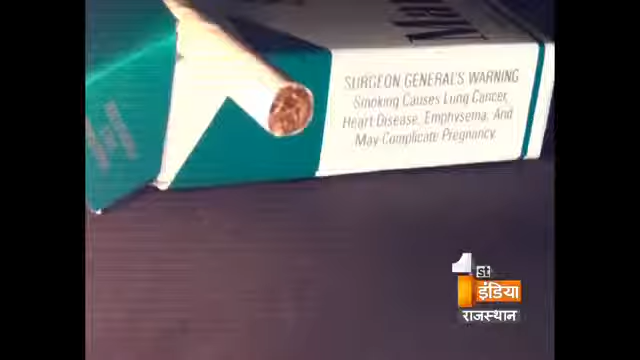 SURGEON GENERAL'S WARNING
Smoking Causes Lung Cancer,
Heart Disease, Emphysema, And
May Complicate Pregnancy.
1st
इंडिया
राजस्थान